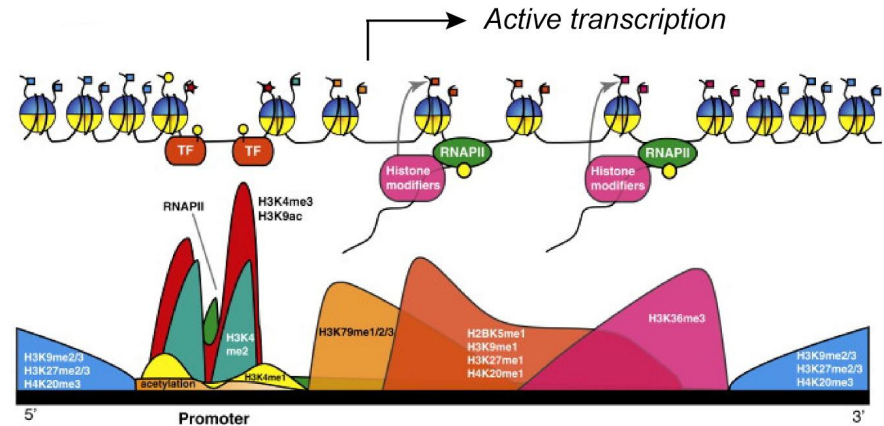 Active transcription
TF
TF
RNAPII
RNAPII
Histone
modifiers
Histone
modifiers
RNAPII
H3K4me3
H3K9ac
H3K4
me2
H3K79me1/2/3
H2BK5me1
H3K9me1
H3K27me1
H4K20me1
H3K36me3
H3K9me2/3
H3K27me2/3
H4K20me3
acetylation
H3K4me1
H3K9me2/3
H3K27me2/3
H4K20me3
5'
Promoter
3'